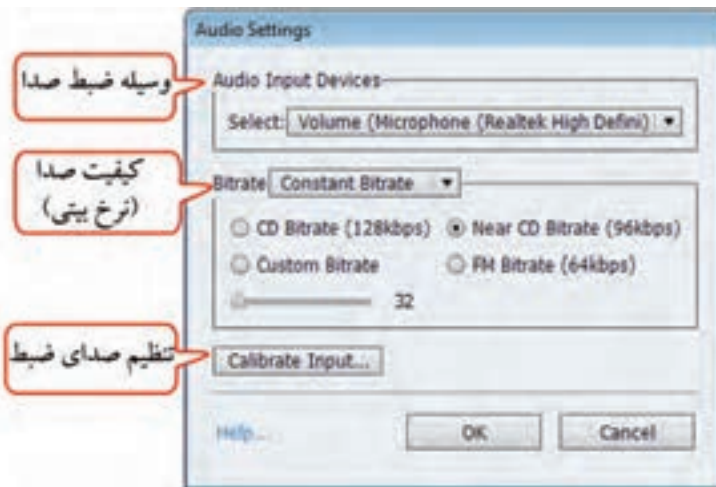 Audio Settings
وسیله ضبط صدا
Audio Input Devices
Select: Volume (Microphone (Realtek High Defini)
کیفیت صدا
(نرخ بیتی)
Bitrate Constant Bitrate
CD Bitrate (128kbps) Near CD Bitrate (96kbps)
Custom Bitrate FM Bitrate (64kbps)
32
تنظیم صدای ضبط
Calibrate Input...
Help... OK Cancel